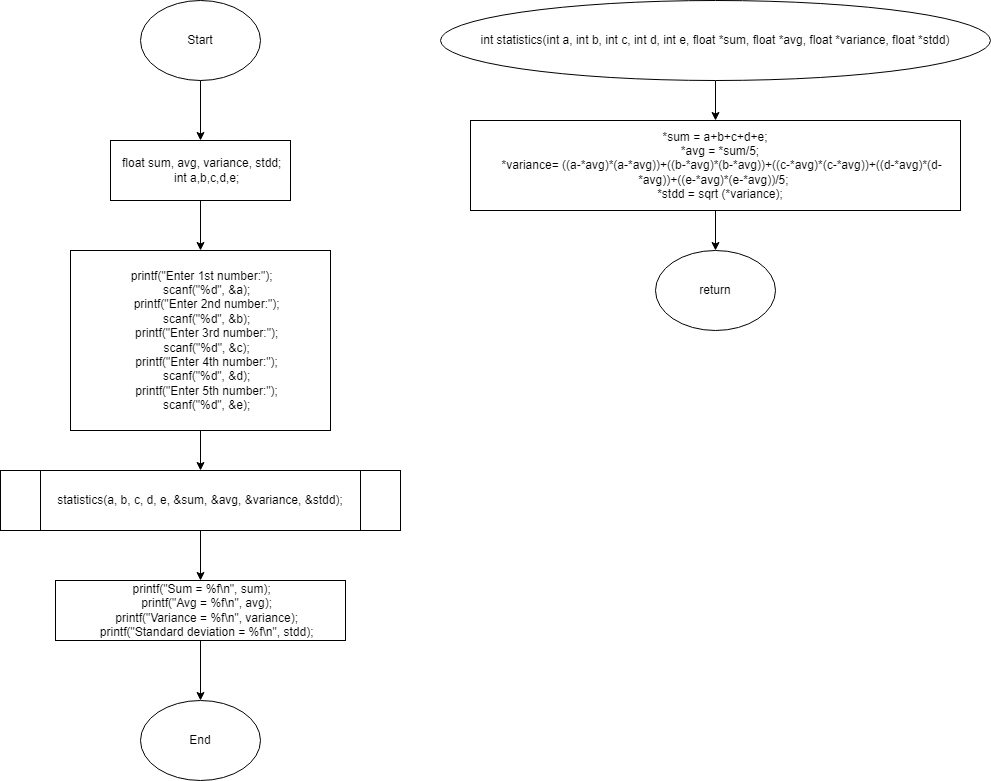 Start
float sum, avg, variance, stdd;
int a,b,c,d,e;
printf("Enter 1st number:");
scanf("%d", &a);
printf("Enter 2nd number:");
scanf("%d", &b);
printf("Enter 3rd number:");
scanf("%d", &c);
printf("Enter 4th number:");
scanf("%d", &d);
printf("Enter 5th number:");
scanf("%d", &e);
statistics(a, b, c, d, e, &sum, &avg, &variance, &stdd);
printf("Sum = %f\n", sum);
printf("Avg = %f\n", avg);
printf("Variance = %f\n", variance);
printf("Standard deviation = %f\n", stdd);
End
int statistics(int a, int b, int c, int d, int e, float *sum, float *avg, float *variance, float *stdd)
*sum = a+b+c+d+e;
*avg = *sum/5;
*variance= ((a-*avg)*(a-*avg))+((b-*avg)*(b-*avg))+((c-*avg)*(c-*avg))+((d-*avg)*(d-
*avg))+((e-*avg)*(e-*avg))/5;
*stdd = sqrt (*variance);
return